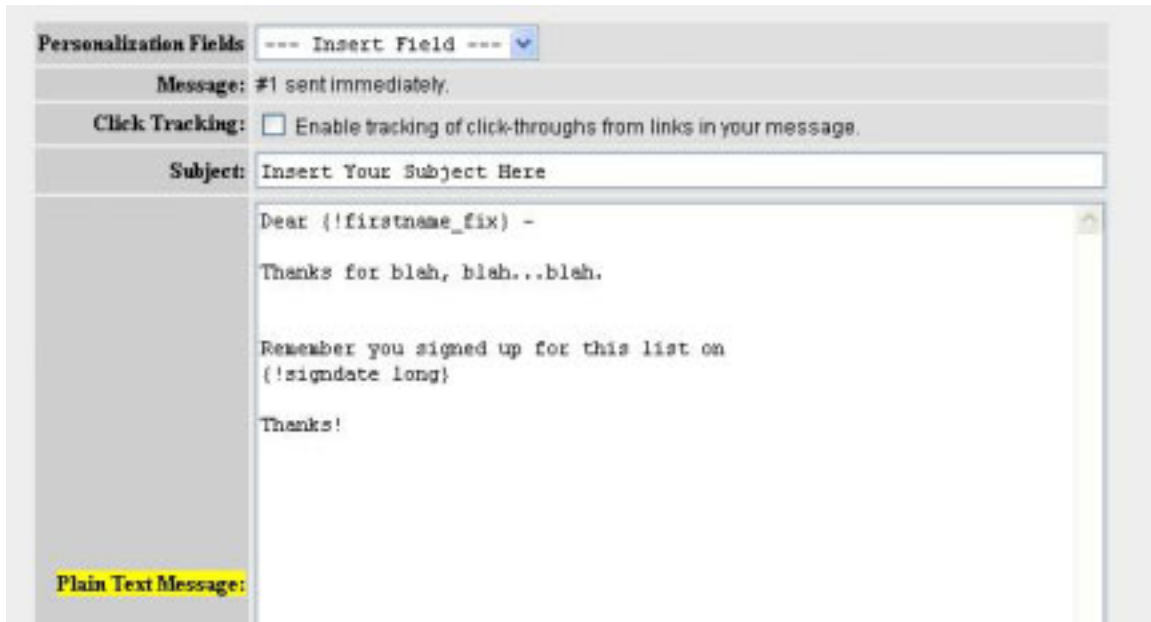 Personalization Fields --- Insert Field ---
Message: #1 sent immediately.
Click Tracking: Enable tracking of click-throughs from links in your message.
Subject: Insert Your Subject Here
Dear {!firstname_fix} -
Thanks for blah, blah...blah.
Remember you signed up for this list on
{!signdate long}
Thanks!
Plain Text Message: